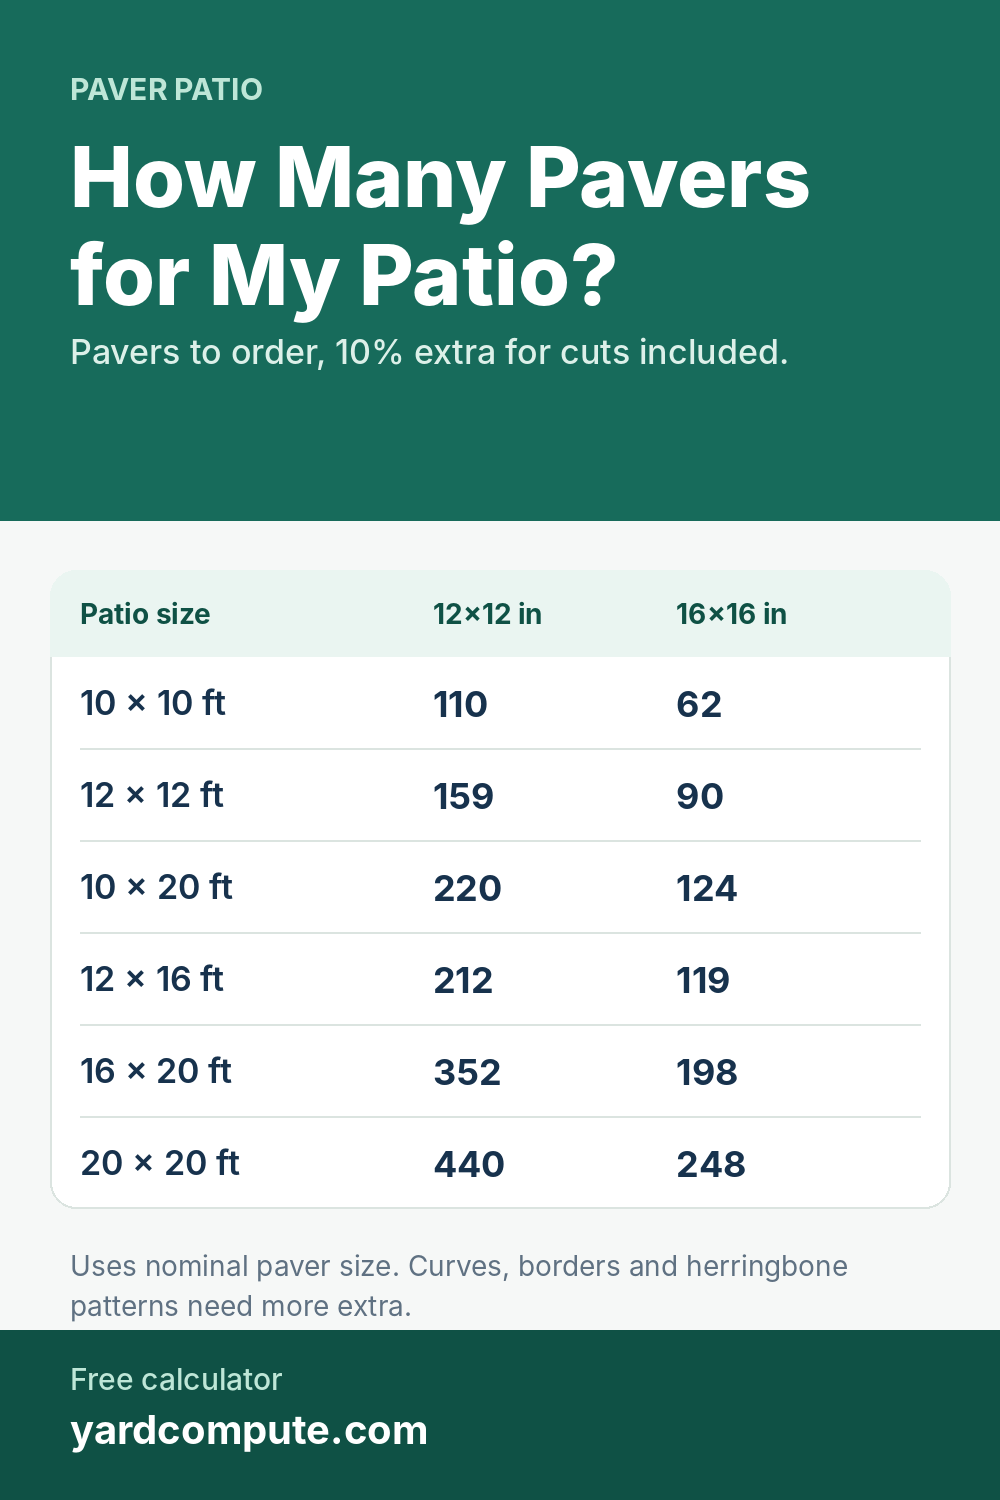 PAVER PATIO
How Many Pavers
for My Patio?
Pavers to order, 10% extra for cuts included.
Patio size 12×12 in 16×16 in
10 × 10 ft 110 62
12 × 12 ft 159 90
10 × 20 ft 220 124
12 × 16 ft 212 119
16 × 20 ft 352 198
20 × 20 ft 440 248
Uses nominal paver size. Curves, borders and herringbone
patterns need more extra.
Free calculator
yardcompute.com